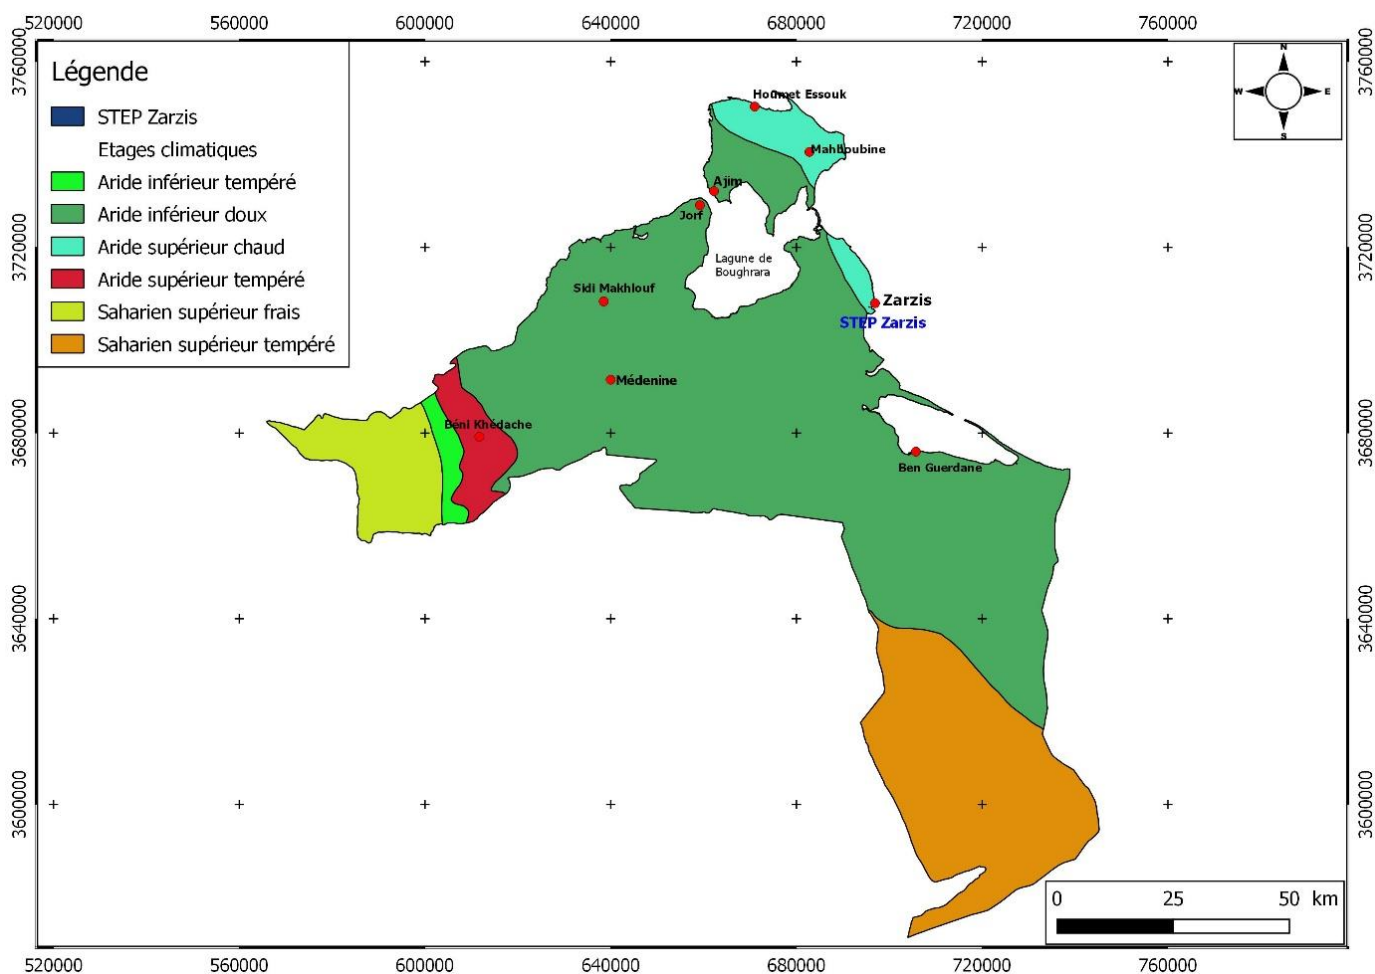 520000 560000 600000 640000 680000 720000 760000
3760000 3760000
Légende
STEP Zarzis
Etages climatiques
Aride inférieur tempéré
Aride inférieur doux
Aride supérieur chaud
Aride supérieur tempéré
Saharien supérieur frais
Saharien supérieur tempéré
N
W E
S
Houmet Essouk
Mahboubine
Ajim
Jorf
3720000 3720000
Lagune de
Boughrara
Sidi Makhlouf
Zarzis
STEP Zarzis
Médenine
Béni Khédache
3680000 3680000
Ben Guerdane
3640000 3640000
3600000 3600000
0 25 50 km
520000 560000 600000 640000 680000 720000 760000